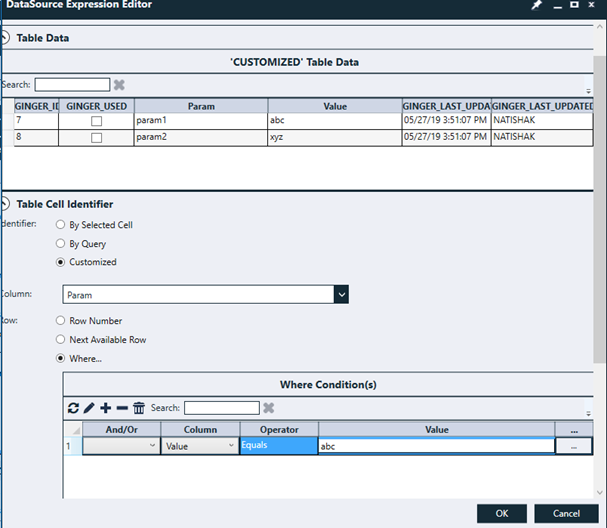 DataSource Expression Editor
Table Data
'CUSTOMIZED' Table Data
Search:
GINGER_ID GINGER_USED Param Value GINGER_LAST_UPDA GINGER_LAST_UPDATED
7 param1 abc 05/27/19 3:51:07 PM NATISHAK
8 param2 xyz 05/27/19 3:51:07 PM NATISHAK
Table Cell Identifier
dentifier: By Selected Cell
By Query
Customized
Column: Param
Row: Row Number
Next Available Row
Where...
Where Condition(s)
Search:
And/Or Column Operator Value ...
1 Value Equals abc ...
OK Cancel